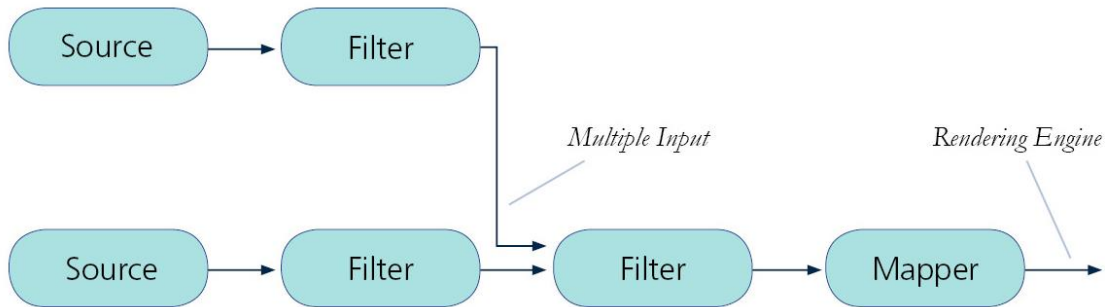 Source
Filter
Multiple Input
Rendering Engine
Source
Filter
Filter
Mapper